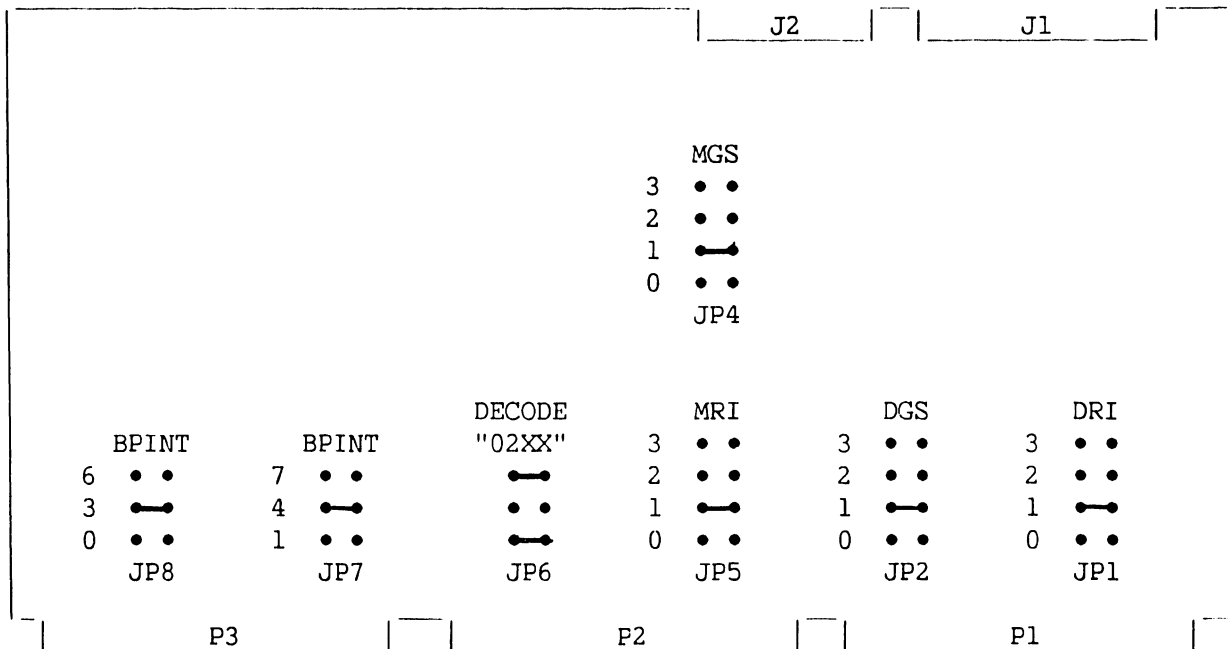 J2 J1
MGS
3
2
1
0
JP4
DECODE MRI DGS DRI
BPINT BPINT "02XX" 3 3 3
6 7 2 2 2
3 4 1 1 1
0 1 0 0 0
JP8 JP7 JP6 JP5 JP2 JP1
P3 P2 P1